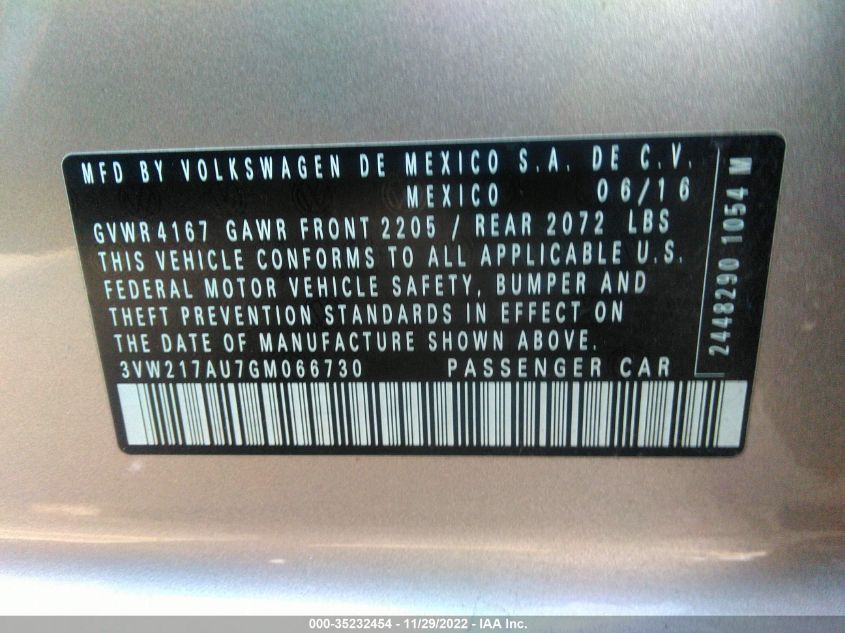 MFD BY VOLKSWAGEN DE MEXICO S.A. DE C.V.
MEXICO 06/16
GVWR4167 GAWR FRONT 2205 / REAR 2072 LBS
THIS VEHICLE CONFORMS TO ALL APPLICABLE U.S.
FEDERAL MOTOR VEHICLE SAFETY, BUMPER AND
THEFT PREVENTION STANDARDS IN EFFECT ON
THE DATE OF MANUFACTURE SHOWN ABOVE.
3VW217AU7GM066730 PASSENGER CAR
2448290 1054 M
000-35232454 - 11/29/2022 - IAA Inc.